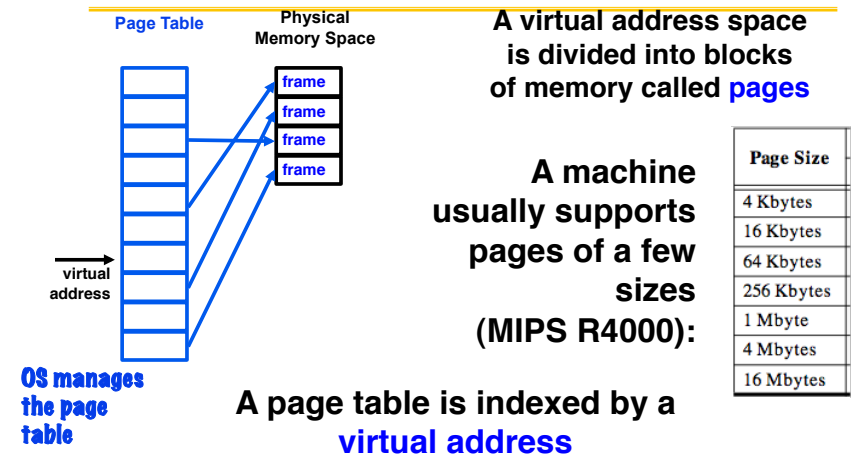 Page Table
Physical
Memory Space
frame
frame
frame
frame
virtual
address
OS manages
the page
table
A virtual address space
is divided into blocks
of memory called pages
A machine
usually supports
pages of a few
sizes
(MIPS R4000):
Page Size
4 Kbytes
16 Kbytes
64 Kbytes
256 Kbytes
1 Mbyte
4 Mbytes
16 Mbytes
A page table is indexed by a
virtual address